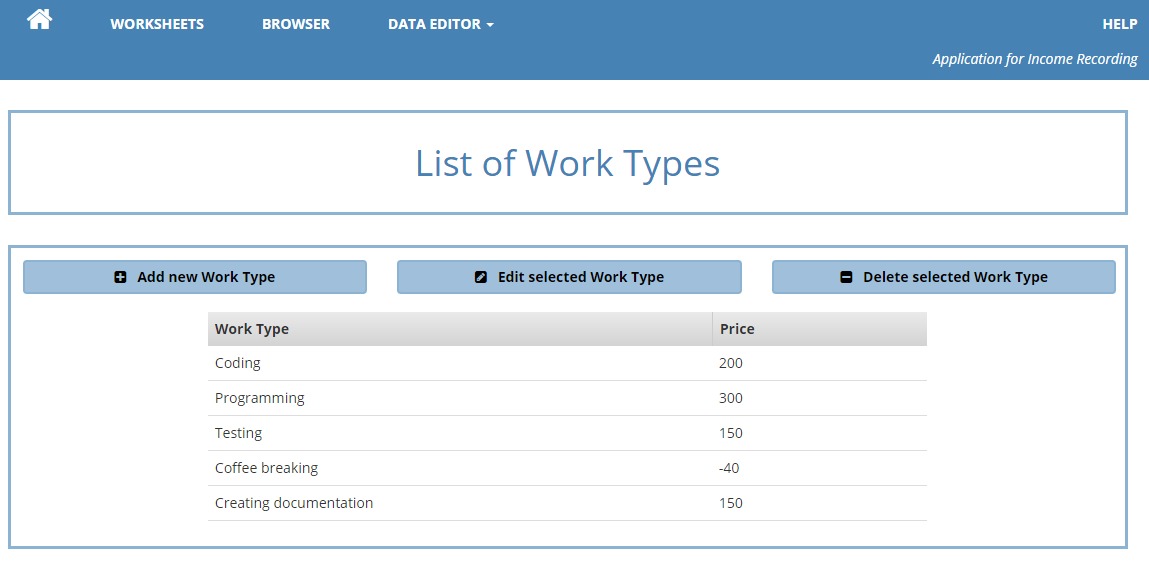 WORKSHEETS BROWSER DATA EDITOR HELP
Application for Income Recording
List of Work Types
Add new Work Type Edit selected Work Type Delete selected Work Type
Work Type Price
Coding 200
Programming 300
Testing 150
Coffee breaking -40
Creating documentation 150